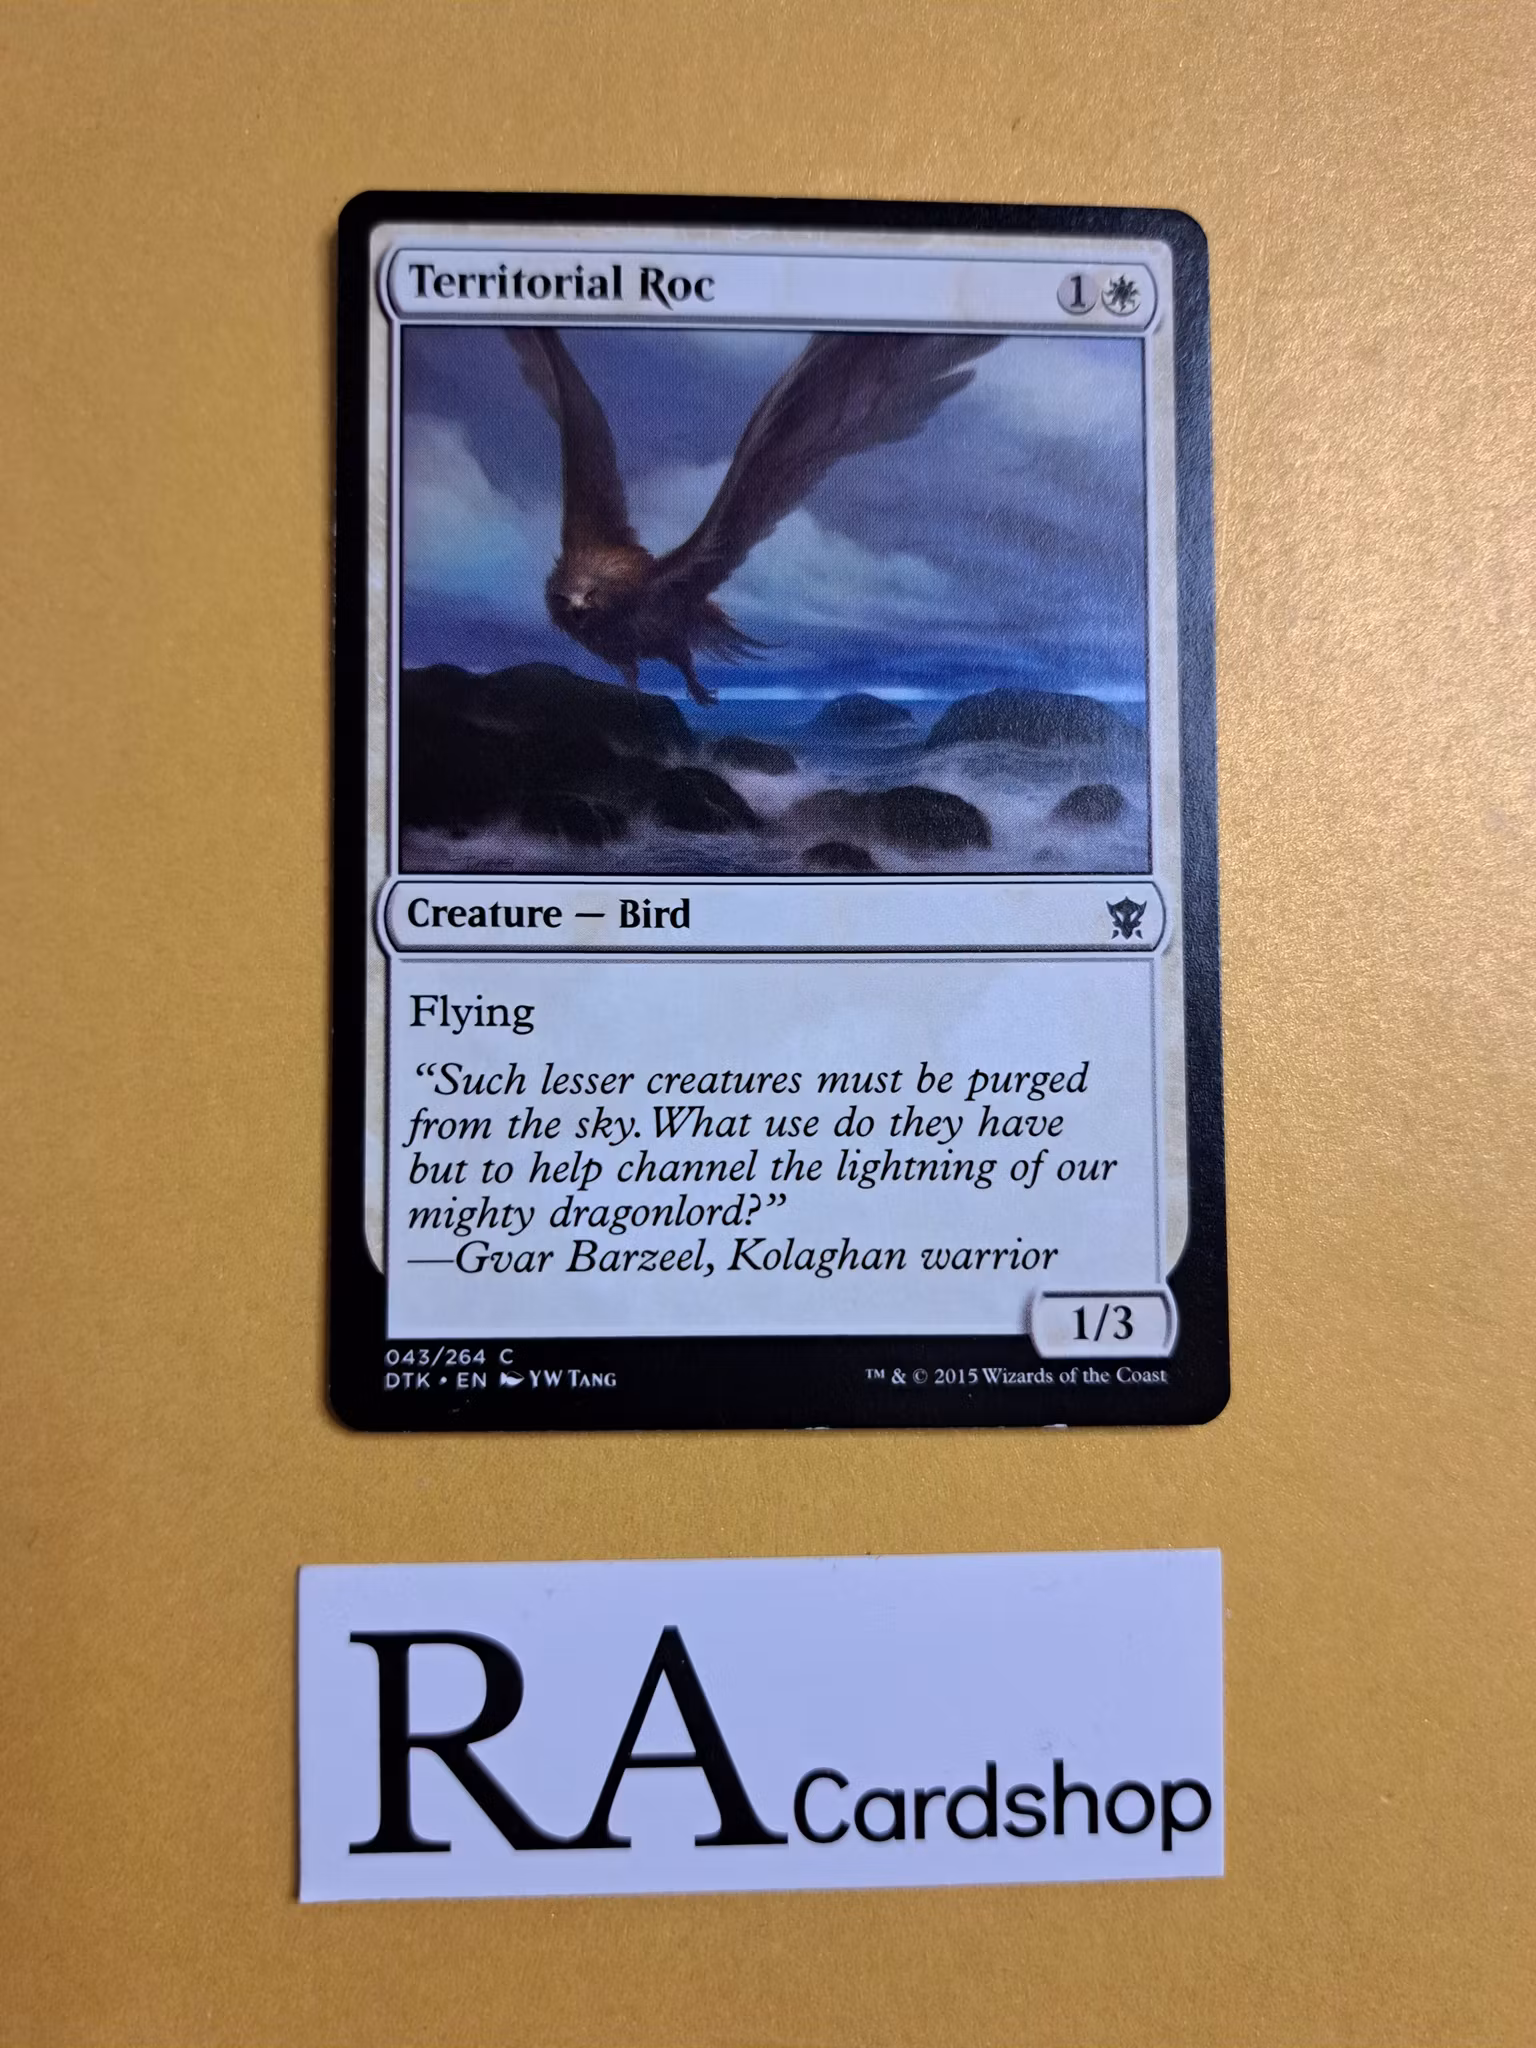 Territorial Roc 1
Creature — Bird
Flying
“Such lesser creatures must be purged
from the sky. What use do they have
but to help channel the lightning of our
mighty dragonlord?”
—Gvar Barzeel, Kolaghan warrior
1/3
043/264 C
DTK • EN YW Tang
™ & © 2015 Wizards of the Coast
RA Cardshop